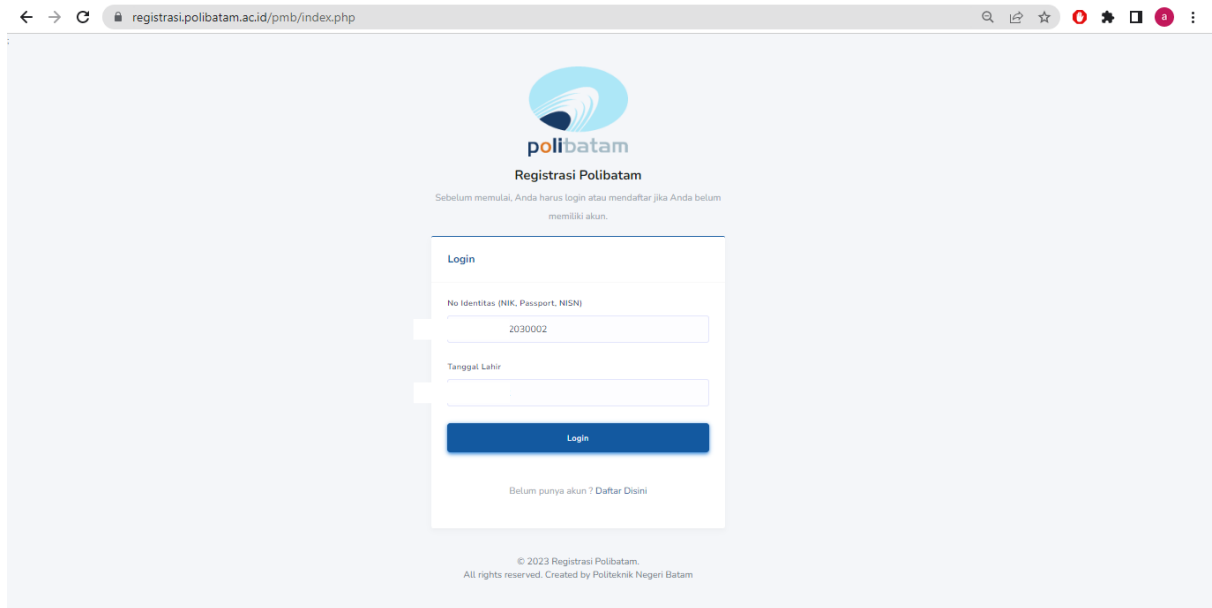 registrasi.polibatam.ac.id/pmb/index.php
a
polibatam
Registrasi Polibatam
Sebelum memulai, Anda harus login atau mendaftar jika Anda belum
memiliki akun.
Login
No Identitas (NIK, Passport, NISN)
2030002
Tanggal Lahir
Login
Belum punya akun ? Daftar Disini
© 2023 Registrasi Polibatam.
All rights reserved. Created by Politeknik Negeri Batam